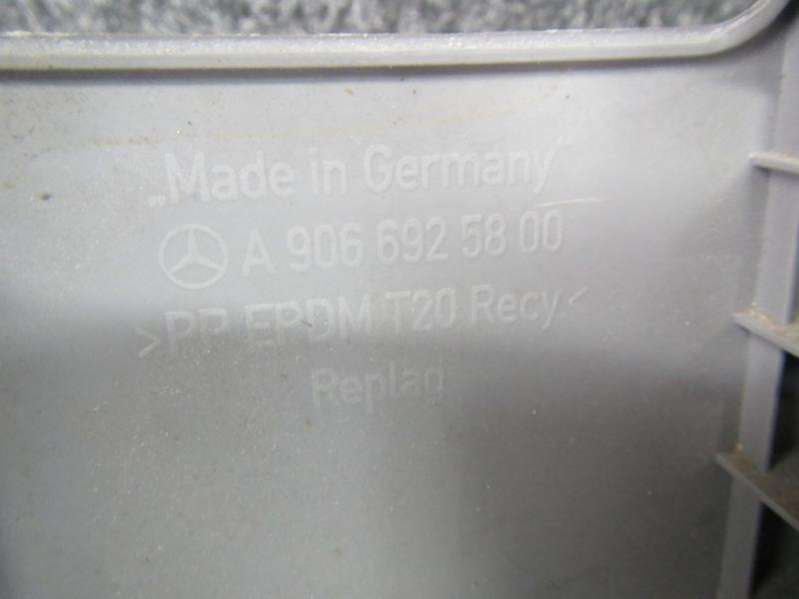 „Made in Germany"
A 906 692 58 00
>PP EPDM T20 Recy<
Replag